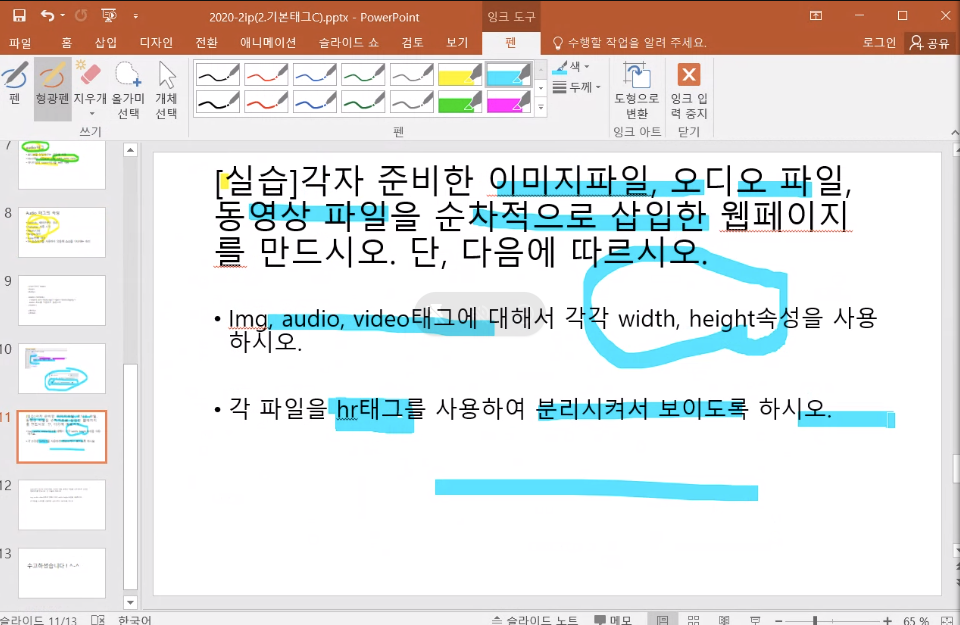 2020-2ip(2.기본태그C).pptx - PowerPoint
잉크 도구
파일 홈 삽입 디자인 전환 애니메이션 슬라이드 쇼 검토 보기 펜 수행할 작업을 알려 주세요. 로그인 공유
펜 형광펜 지우개 올가미 선택 개체 선택
색
두께
도형으로 변환
잉크 입력 중지
쓰기 펜 잉크 아트 닫기
7
8
9
10
11
12
13
수고하셨습니다! ^-^
[실습]각자 준비한 이미지파일, 오디오 파일,
동영상 파일을 순차적으로 삽입한 웹페이지
를 만드시오. 단, 다음에 따르시오.
• Img, audio, video태그에 대해서 각각 width, height속성을 사용
하시오.
• 각 파일을 hr태그를 사용하여 분리시켜서 보이도록 하시오.
슬라이드 11/13 한국어 슬라이드 노트 메모 65 %